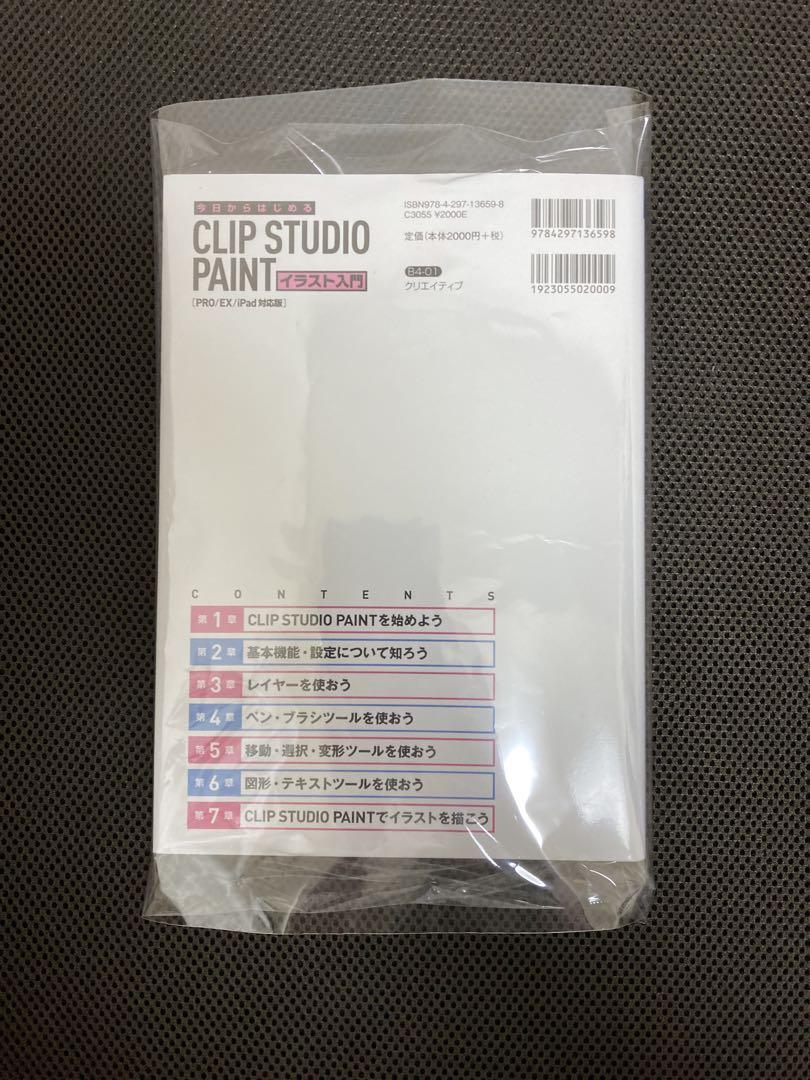 今日からはじめる
CLIP STUDIO
PAINT イラスト入門
[PRO/EX/iPad 対応版]
ISBN978-4-297-13659-8
C3055 ¥2000E
定価(本体2000円+税)
B4-01
クリエイティブ
9784297136598
1923055020009
CONTENTS
第1章 CLIP STUDIO PAINTを始めよう
第2章 基本機能・設定について知ろう
第3章 レイヤーを使おう
第4章 ペン・ブラシツールを使おう
第5章 移動・選択・変形ツールを使おう
第6章 図形・テキストツールを使おう
第7章 CLIP STUDIO PAINTでイラストを描こう